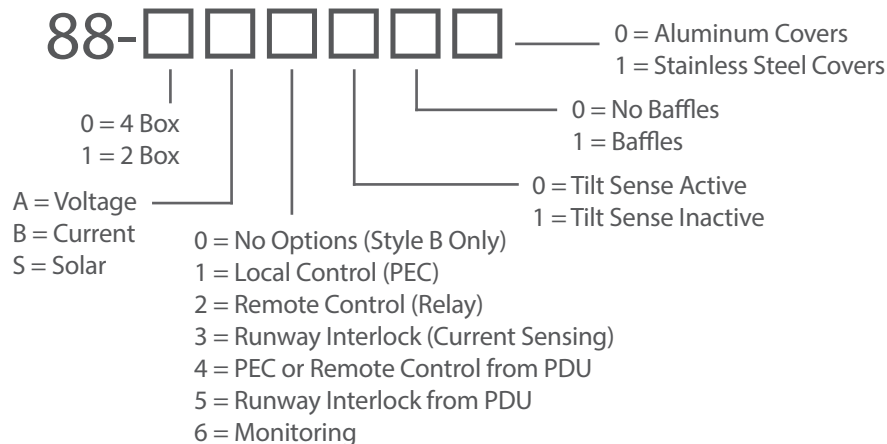 88-
0 = Aluminum Covers
1 = Stainless Steel Covers
0 = No Baffles
1 = Baffles
0 = Tilt Sense Active
1 = Tilt Sense Inactive
0 = 4 Box
1 = 2 Box
A = Voltage
B = Current
S = Solar
0 = No Options (Style B Only)
1 = Local Control (PEC)
2 = Remote Control (Relay)
3 = Runway Interlock (Current Sensing)
4 = PEC or Remote Control from PDU
5 = Runway Interlock from PDU
6 = Monitoring